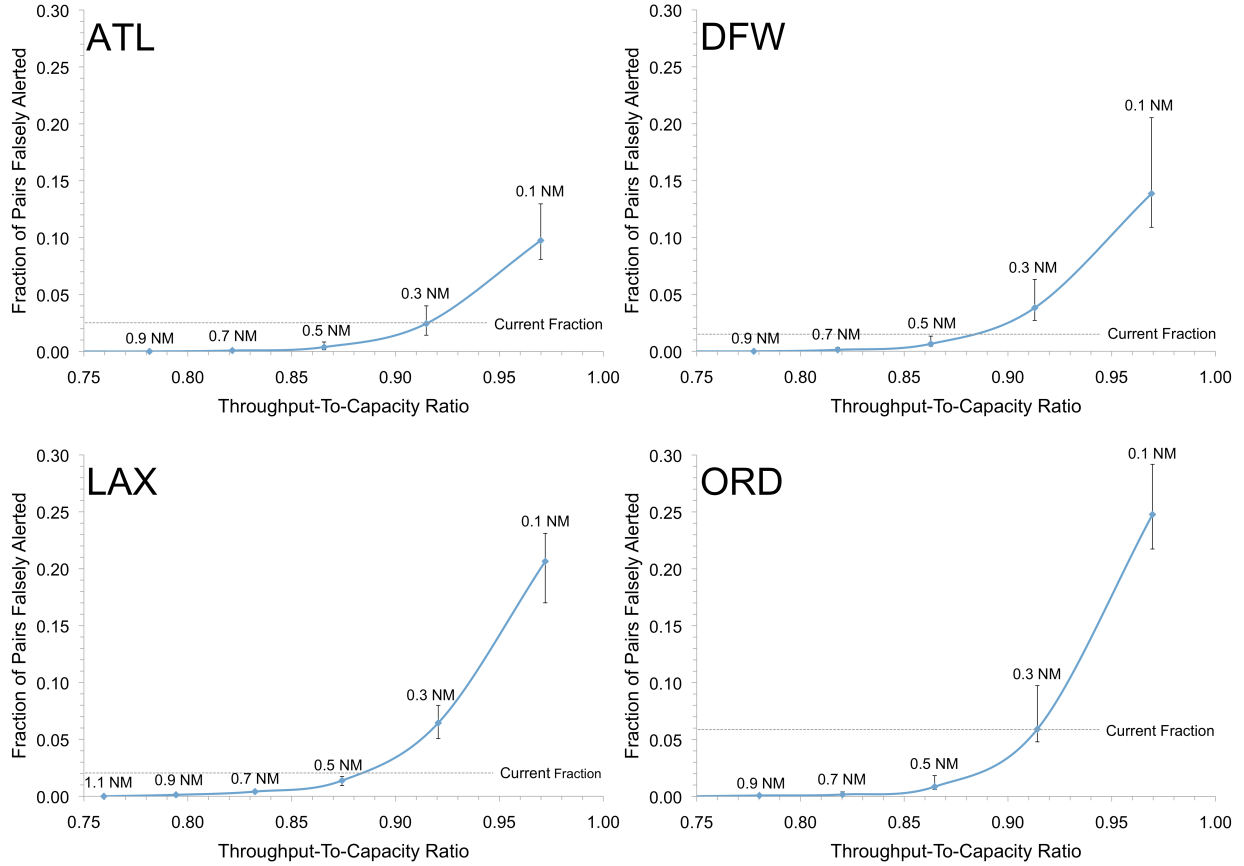 ATL
Fraction of Pairs Falsely Alerted
0.30
0.25
0.20
0.15
0.10
0.05
0.00
0.9 NM
0.7 NM
0.5 NM
0.3 NM
0.1 NM
Current Fraction
0.75 0.80 0.85 0.90 0.95 1.00
Throughput-To-Capacity Ratio
DFW
Fraction of Pairs Falsely Alerted
0.30
0.25
0.20
0.15
0.10
0.05
0.00
0.9 NM
0.7 NM
0.5 NM
0.3 NM
0.1 NM
Current Fraction
0.75 0.80 0.85 0.90 0.95 1.00
Throughput-To-Capacity Ratio
LAX
Fraction of Pairs Falsely Alerted
0.30
0.25
0.20
0.15
0.10
0.05
0.00
1.1 NM
0.9 NM
0.7 NM
0.5 NM
0.3 NM
0.1 NM
Current Fraction
0.75 0.80 0.85 0.90 0.95 1.00
Throughput-To-Capacity Ratio
ORD
Fraction of Pairs Falsely Alerted
0.30
0.25
0.20
0.15
0.10
0.05
0.00
0.9 NM
0.7 NM
0.5 NM
0.3 NM
0.1 NM
Current Fraction
0.75 0.80 0.85 0.90 0.95 1.00
Throughput-To-Capacity Ratio